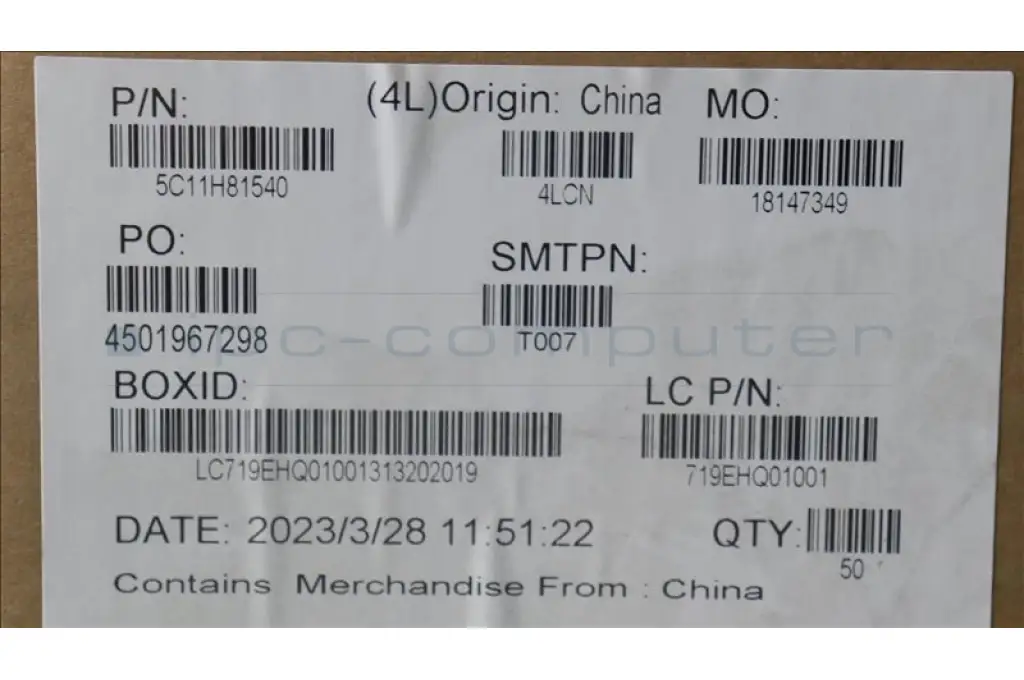 P/N: (4L)Origin: China MO:
5C11H81540 4LCN 18147349
PO: SMTPN:
4501967298 T007
c-computer
BOXID: LC P/N:
LC719EHQ01001313202019 719EHQ01001
DATE: 2023/3/28 11:51:22 QTY:
50
Contains Merchandise From : China